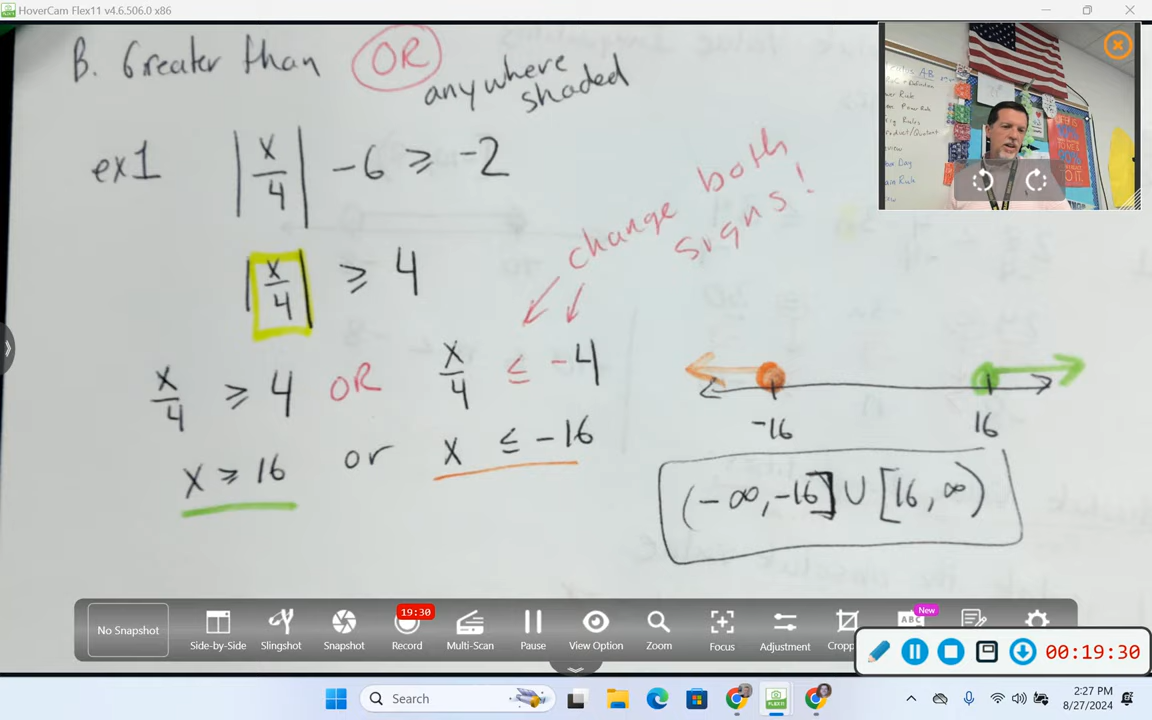 HoverCam Flex11 v4.6.506.0 x86
B. Greater than OR
anywhere
shaded
ex1 |x/4| -6 ≥ -2
change both
signs!
|x/4| ≥ 4
x/4 ≥ 4 OR x/4 ≤ -4
x ≥ 16 or x ≤ -16
-16 16
(-∞,-16] ∪ [16,∞)
No Snapshot
Side-by-Side
Slingshot
Snapshot
19:30
Record
Multi-Scan
Pause
View Option
Zoom
Focus
Adjustment
Cropp
New
ABC
00:19:30
Search
2:27 PM
8/27/2024